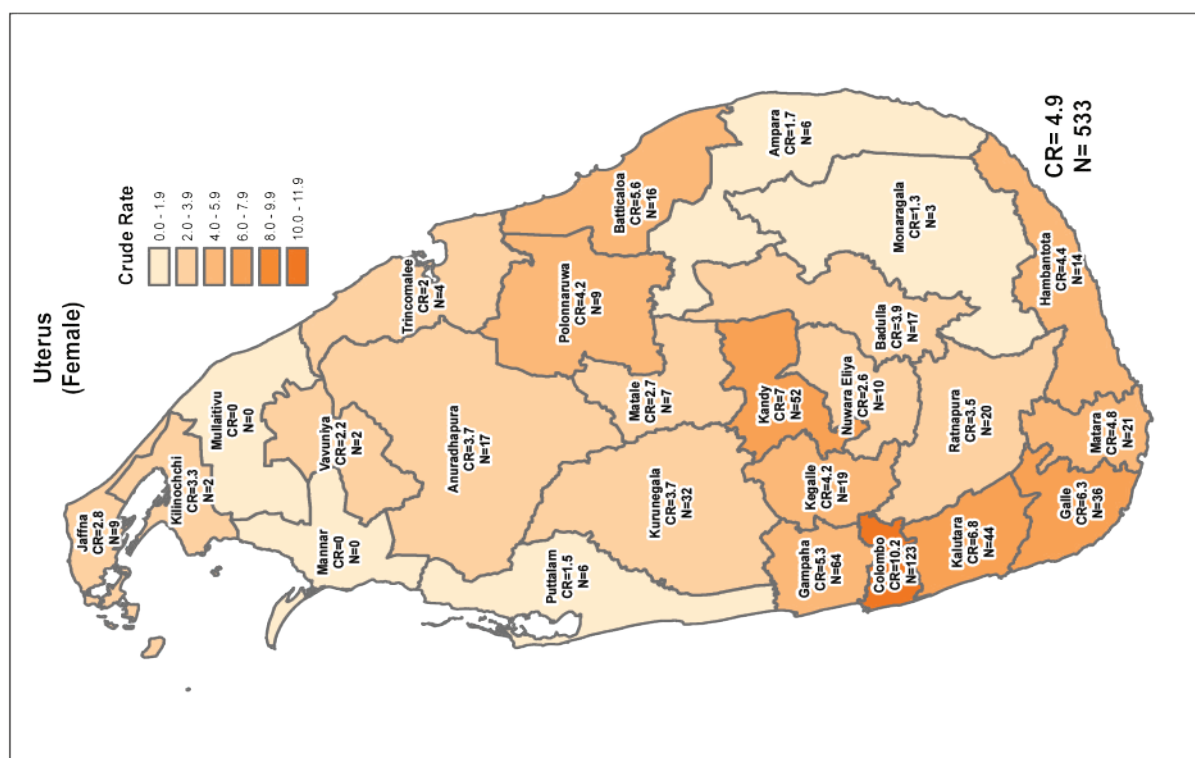 Uterus
(Female)
Crude Rate
0.0 - 1.9
2.0 - 3.9
4.0 - 5.9
6.0 - 7.9
8.0 - 9.9
10.0 - 11.9
Jaffna
CR=2.8
N=9
Kilinochchi
CR=3.3
N=2
Mullaitivu
CR=0
N=0
Mannar
CR=0
N=0
Vavuniya
CR=2.2
N=2
Trincomalee
CR=2
N=4
Anuradhapura
CR=3.7
N=17
Puttalam
CR=1.5
N=6
Polonnaruwa
CR=4.2
N=9
Batticaloa
CR=5.6
N=16
Kurunegala
CR=3.7
N=32
Matale
CR=2.7
N=7
Ampara
CR=1.7
N=6
Kandy
CR=7
N=52
Kegalle
CR=4.2
N=19
Gampaha
CR=5.3
N=64
Nuwara Eliya
CR=2.6
N=10
Badulla
CR=3.9
N=17
Monaragala
CR=1.3
N=3
Colombo
CR=10.2
N=123
Kalutara
CR=6.8
N=44
Ratnapura
CR=3.5
N=20
Galle
CR=6.3
N=36
Matara
CR=4.8
N=21
Hambantota
CR=4.4
N=14
CR= 4.9
N= 533